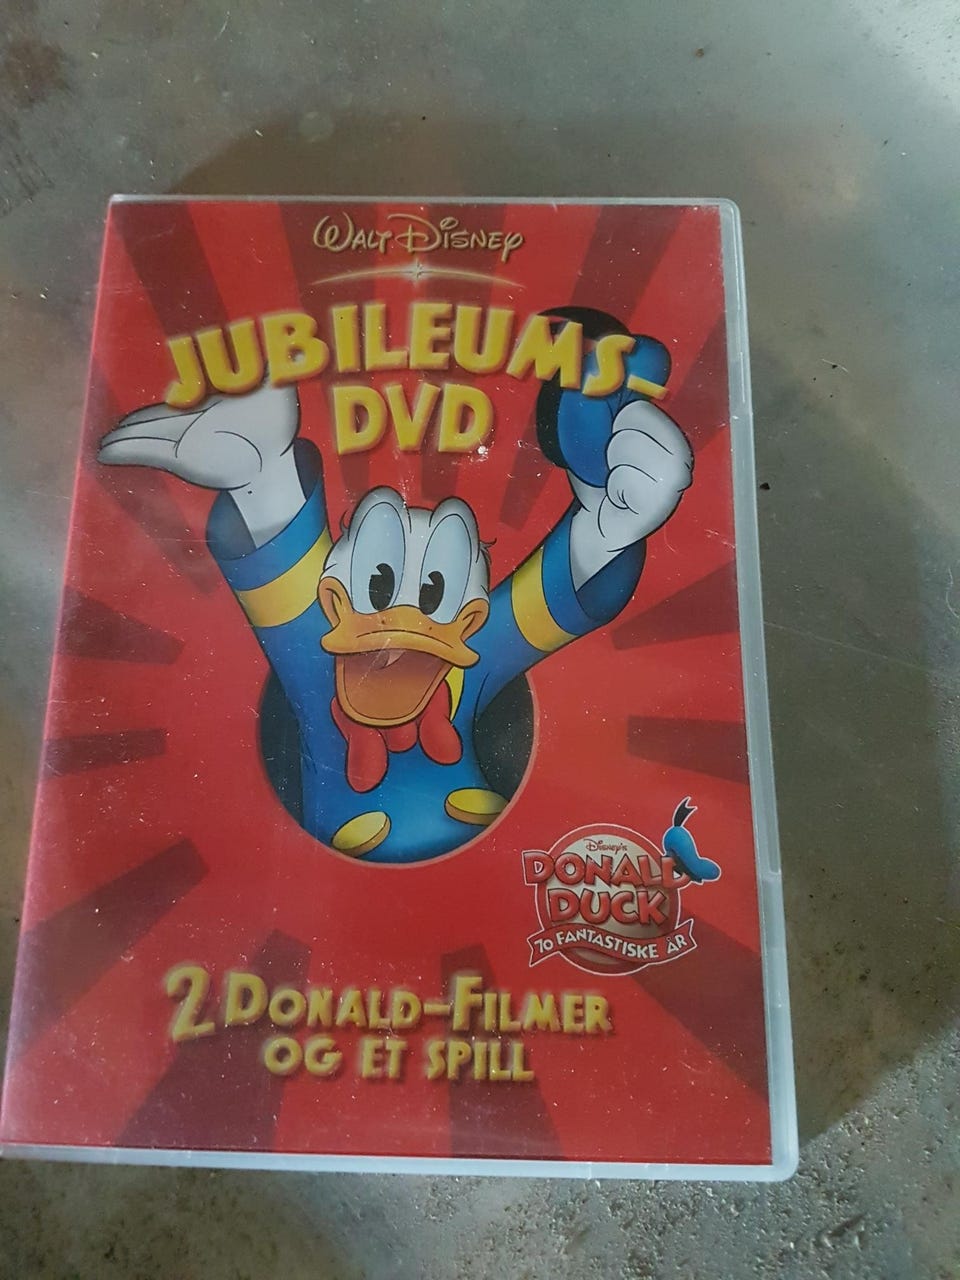 WALT DISNEY
JUBILEUMS-
DVD
DISNEY'S
DONALD
DUCK
70 FANTASTISKE ÅR
2 DONALD-FILMER
OG ET SPILL